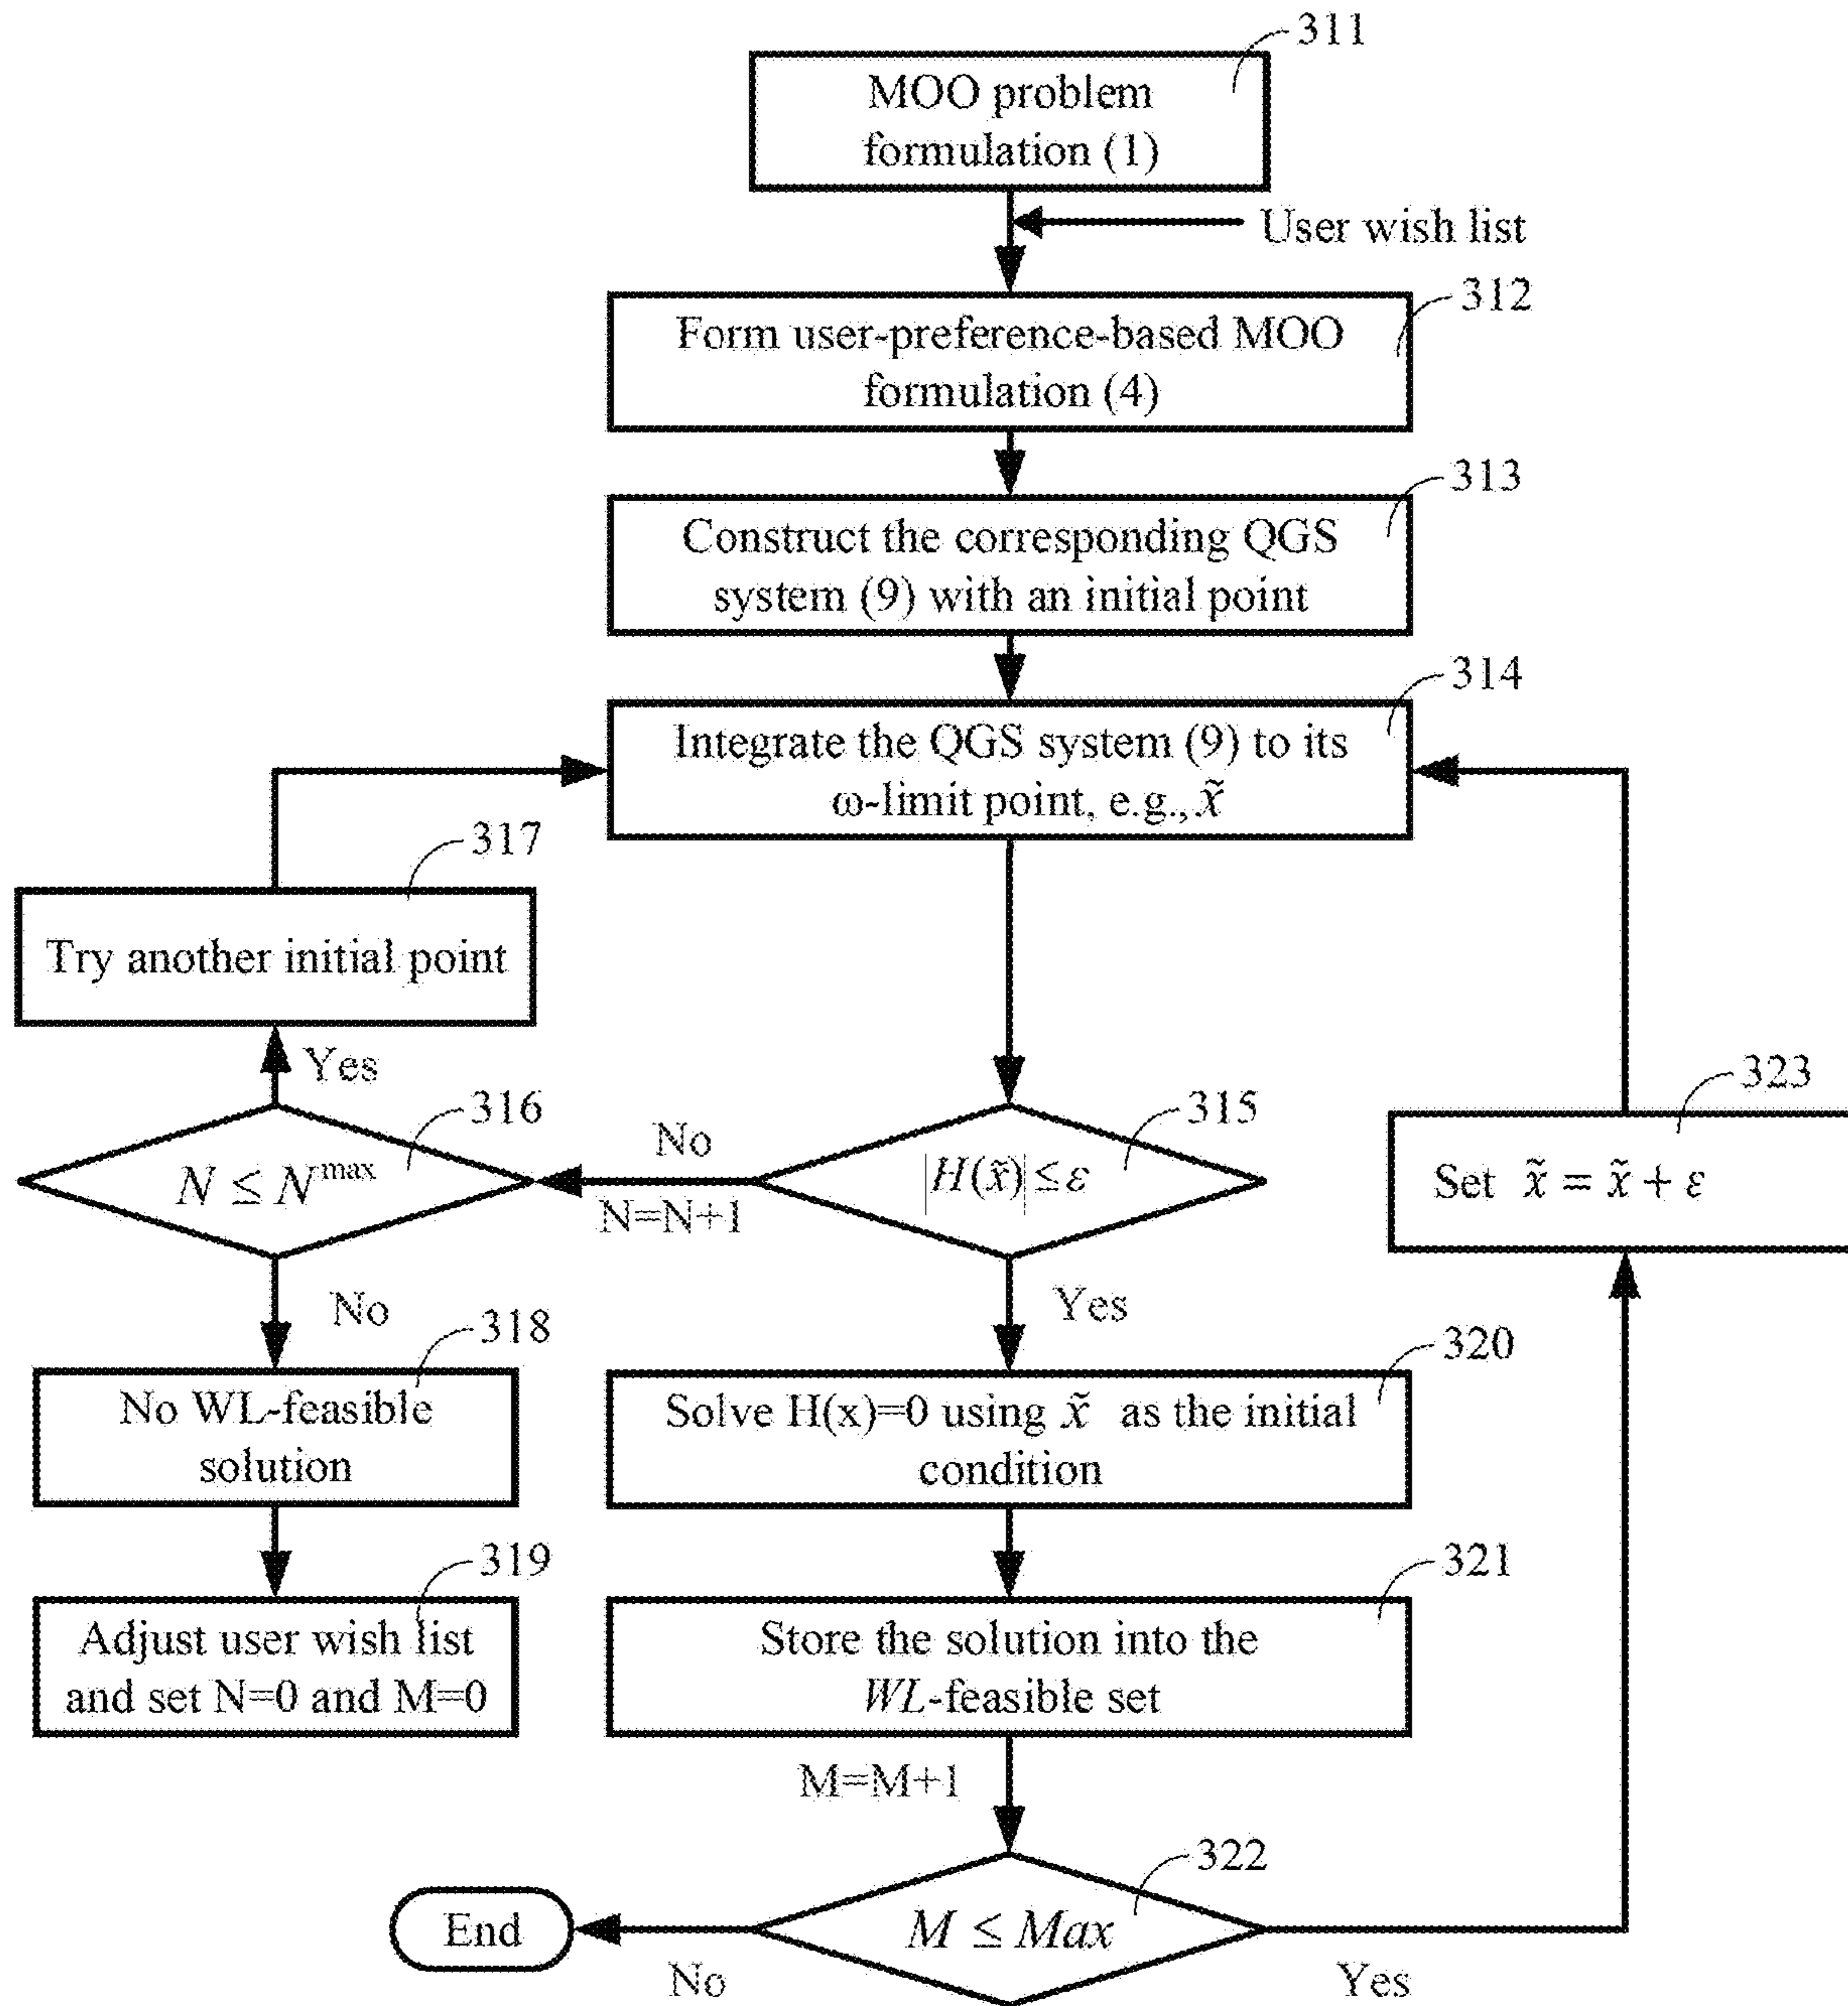 311
MOO problem
formulation (1)
User wish list
312
Form user-preference-based MOO
formulation (4)
313
Construct the corresponding QGS
system (9) with an initial point
314
Integrate the QGS system (9) to its
ω-limit point, e.g., x̃
317
Try another initial point
Yes
316
N ≤ N^max
No
N=N+1
315
|H(x̃)| ≤ ε
323
Set x̃ = x̃ + ε
No
Yes
318
No WL-feasible
solution
320
Solve H(x)=0 using x̃ as the initial
condition
319
Adjust user wish list
and set N=0 and M=0
321
Store the solution into the
WL-feasible set
M=M+1
322
M ≤ Max
End
No
Yes